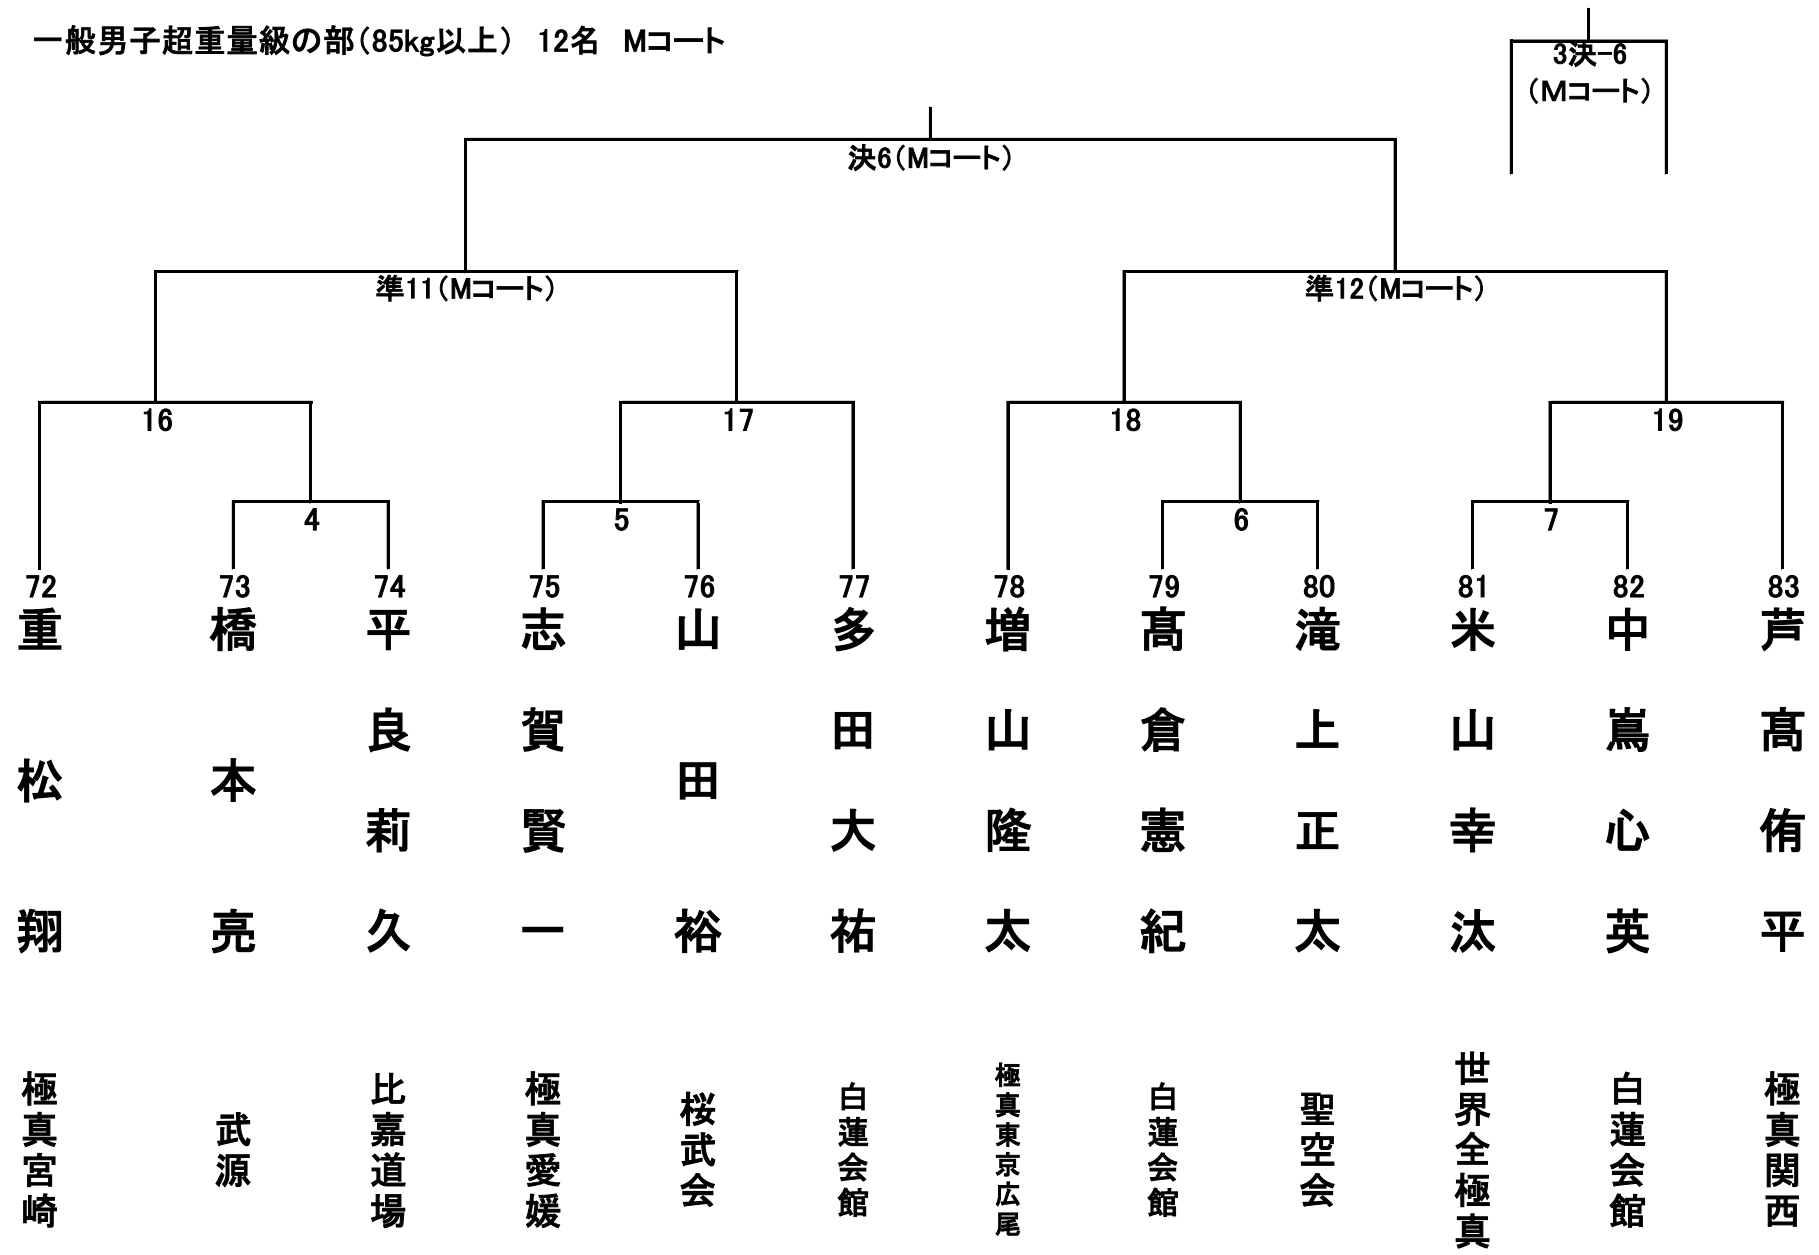 一般男子超重量級の部(85kg以上) 12名 Mコート
3決-6
(Mコート)
決6(Mコート)
準11(Mコート)
準12(Mコート)
16
17
18
19
4
5
6
7
72
73
74
75
76
77
78
79
80
81
82
83
重松翔
橋本亮
平良莉久
志賀賢一
山田裕
多田大祐
増山隆太
髙倉憲紀
滝上正太
米山幸汰
中嶌心英
芦髙侑平
極真宮崎
武源
比嘉道場
極真愛媛
桜武会
白蓮会館
極真東京広尾
白蓮会館
聖空会
世界全極真
白蓮会館
極真関西